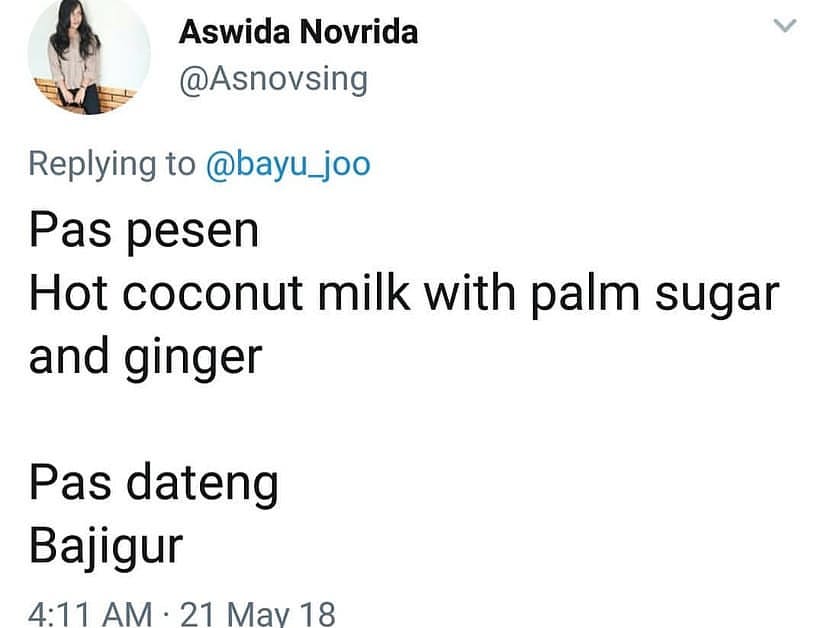 Aswida Novrida
@Asnovsing
Replying to @bayu_joo
Pas pesen
Hot coconut milk with palm sugar
and ginger
Pas dateng
Bajigur
4:11 AM · 21 May 18